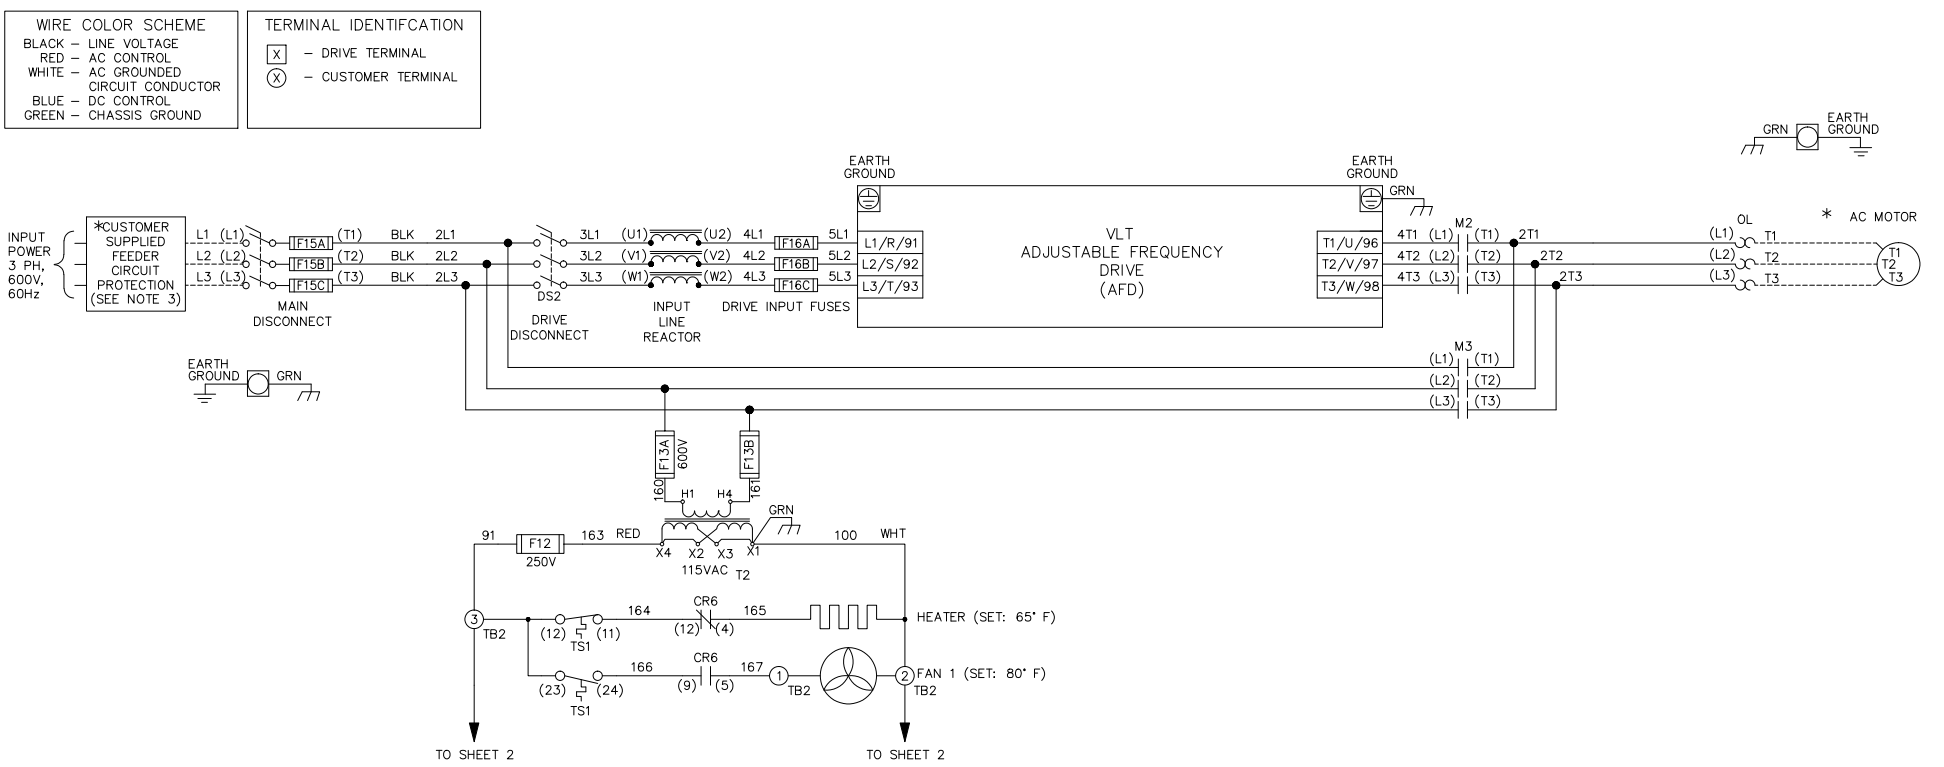 WIRE COLOR SCHEME
BLACK – LINE VOLTAGE
RED – AC CONTROL
WHITE – AC GROUNDED
CIRCUIT CONDUCTOR
BLUE – DC CONTROL
GREEN – CHASSIS GROUND
TERMINAL IDENTIFCATION
X – DRIVE TERMINAL
X – CUSTOMER TERMINAL
GRN
EARTH
GROUND
EARTH
GROUND
EARTH
GROUND
GRN
INPUT
POWER
3 PH,
600V,
60Hz
*CUSTOMER
SUPPLIED
FEEDER
CIRCUIT
PROTECTION
(SEE NOTE 3)
L1 (L1) F15A (T1) BLK 2L1 3L1 (U1) (U2) 4L1 F16A 5L1 L1/R/91
L2 (L2) F15B (T2) BLK 2L2 3L2 (V1) (V2) 4L2 F16B 5L2 L2/S/92
L3 (L3) F15C (T3) BLK 2L3 3L3 (W1) (W2) 4L3 F16C 5L3 L3/T/93
MAIN
DISCONNECT
DS2
DRIVE
DISCONNECT
INPUT
LINE
REACTOR
DRIVE INPUT FUSES
VLT
ADJUSTABLE FREQUENCY
DRIVE
(AFD)
M2
OL
* AC MOTOR
T1/U/96 4T1 (L1) (T1) 2T1 (L1) T1
T2/V/97 4T2 (L2) (T2) 2T2 (L2) T2
T3/W/98 4T3 (L3) (T3) 2T3 (L3) T3
T1
T2
T3
M3
(L1) (T1)
(L2) (T2)
(L3) (T3)
EARTH
GROUND
GRN
F13A
600V
F13B
160
161
H1 H4
GRN
91 F12 163 RED
250V
X4 X2 X3 X1
100 WHT
115VAC T2
3
TB2
(12) (11)
TS1
164
CR6
(12) (4)
165
HEATER (SET: 65° F)
(23) (24)
TS1
166
CR6
(9) (5)
167
1
TB2
2
TB2
FAN 1 (SET: 80° F)
TO SHEET 2
TO SHEET 2